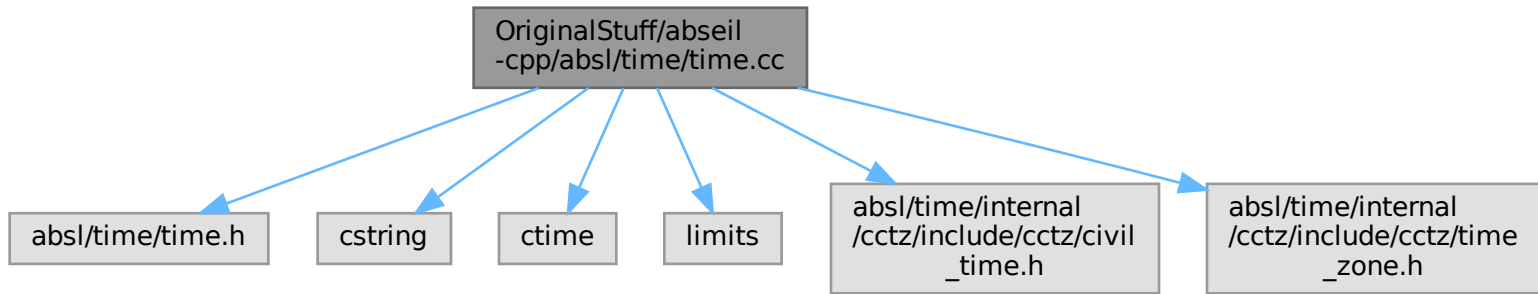 OriginalStuff/abseil
-cpp/absl/time/time.cc
absl/time/time.h
cstring
ctime
limits
absl/time/internal
/cctz/include/cctz/civil
_time.h
absl/time/internal
/cctz/include/cctz/time
_zone.h